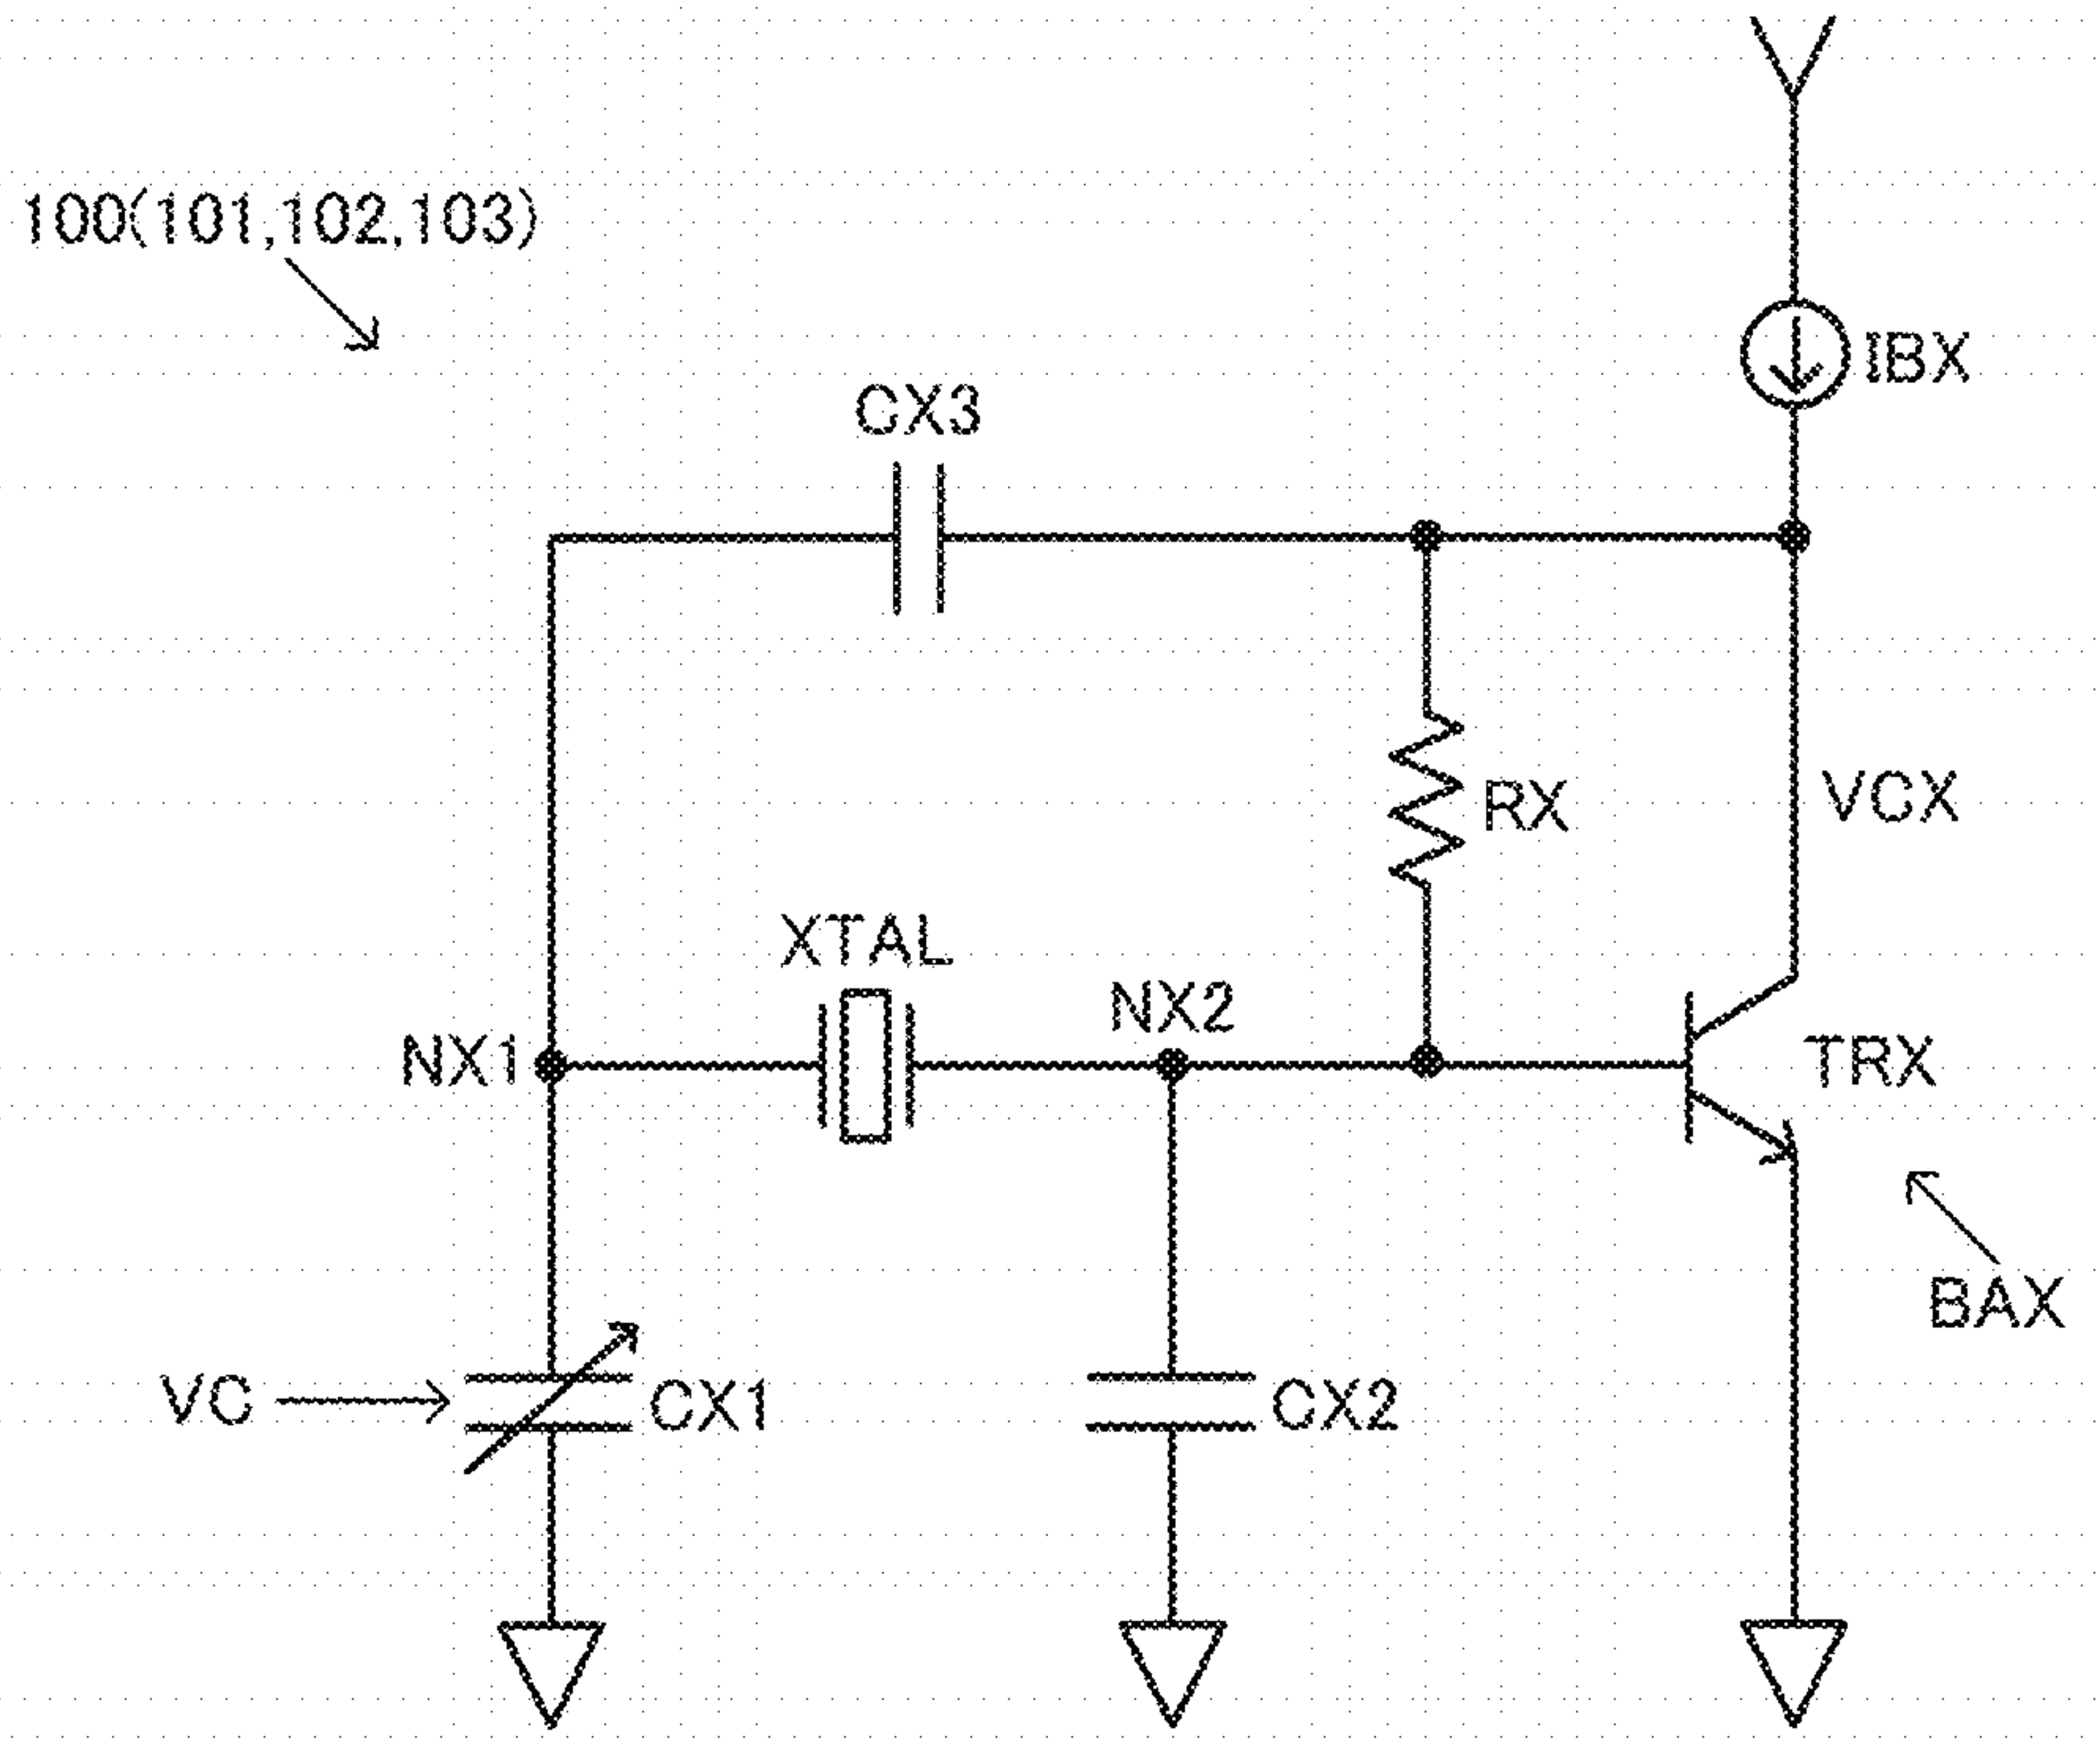 100(101,102,103)
IBX
CX3
RX
VCX
XTAL
NX2
NX1
TRX
BAX
VC
CX1
CX2